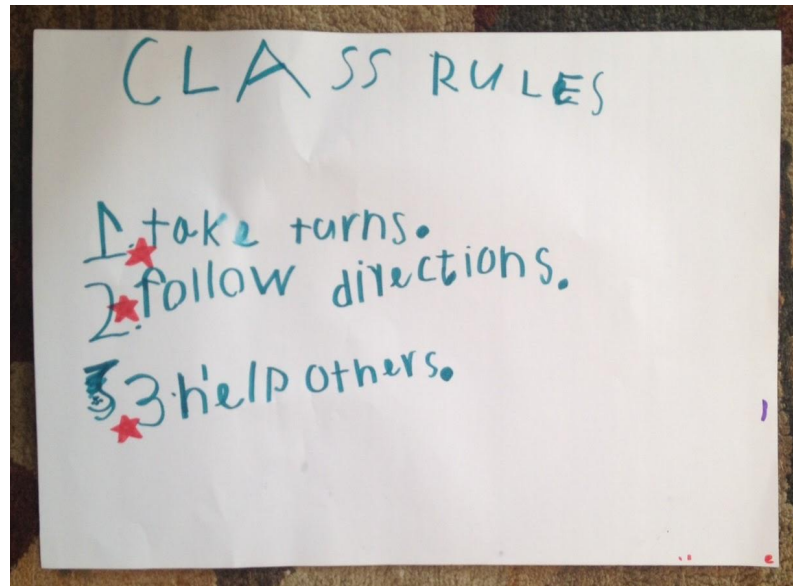 CLASS RULES
1. take turns.
2. follow directions.
3. help others.